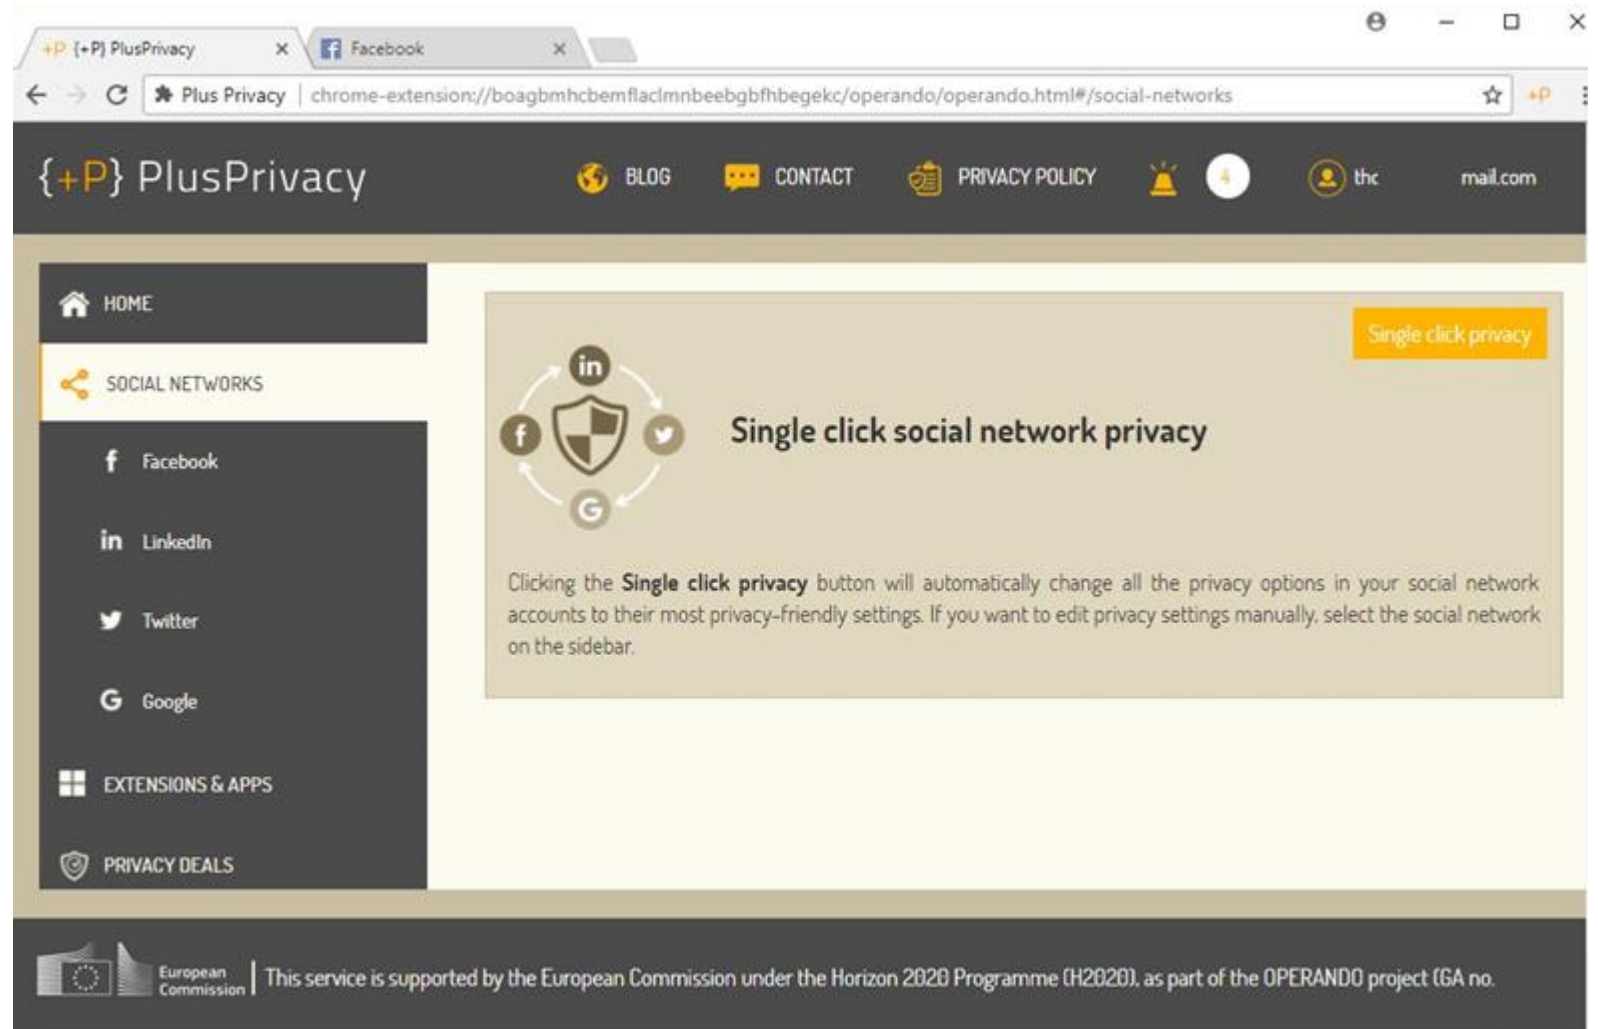 +P {+P} PlusPrivacy
Facebook
Plus Privacy | chrome-extension://boagbmhcbemflaclmnbeebgbfhbegekc/operando/operando.html#/social-networks
+P
{+P} PlusPrivacy
BLOG
CONTACT
PRIVACY POLICY
4
thc mail.com
HOME
SOCIAL NETWORKS
f Facebook
in LinkedIn
Twitter
G Google
EXTENSIONS & APPS
PRIVACY DEALS
Single click privacy
in
f
G
Single click social network privacy
Clicking the Single click privacy button will automatically change all the privacy options in your social network
accounts to their most privacy-friendly settings. If you want to edit privacy settings manually, select the social network
on the sidebar.
European
Commission
This service is supported by the European Commission under the Horizon 2020 Programme (H2020), as part of the OPERANDO project (GA no.